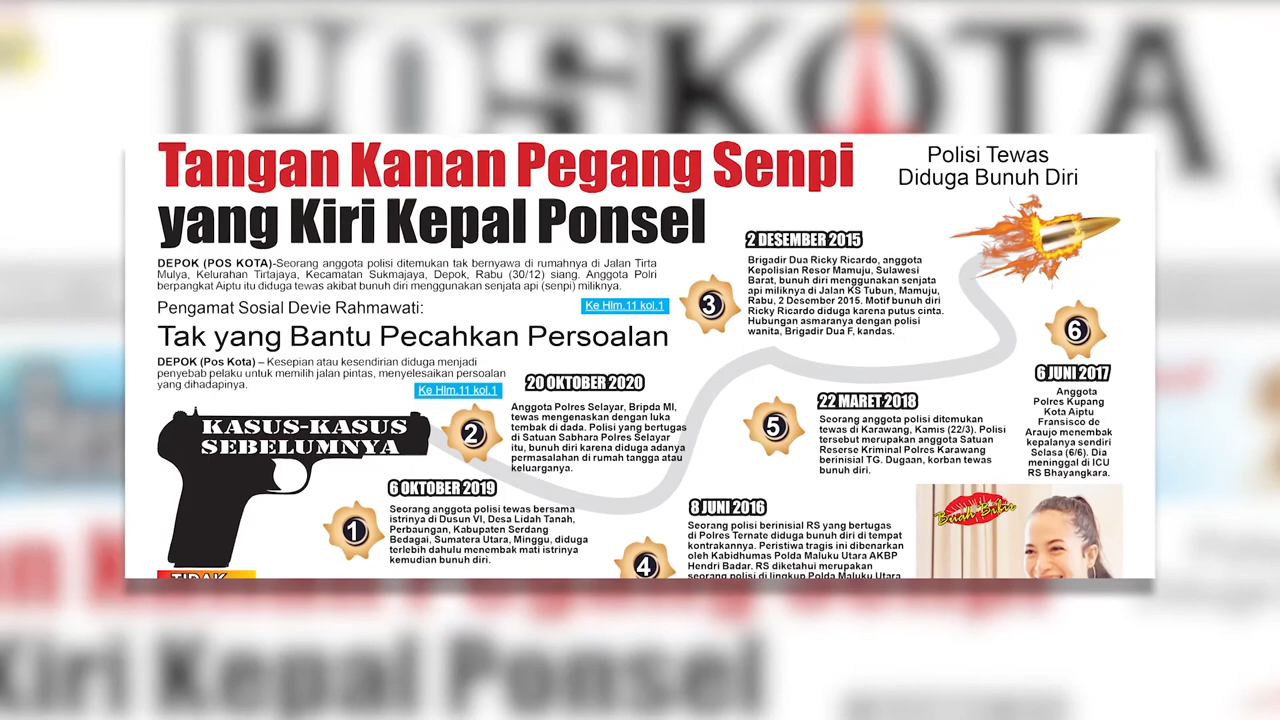 POSKOTA
Tangan Kanan Pegang Senpi
yang Kiri Kepal Ponsel
DEPOK (POS KOTA)-Seorang anggota polisi ditemukan tak bernyawa di rumahnya di Jalan Tirta
Mulya, Kelurahan Tirtajaya, Kecamatan Sukmajaya, Depok, Rabu (30/12) siang. Anggota Polri
berpangkat Aiptu itu diduga tewas akibat bunuh diri menggunakan senjata api (senpi) miliknya.
Ke Hlm.11 kol.1
Pengamat Sosial Devie Rahmawati:
Tak yang Bantu Pecahkan Persoalan
DEPOK (Pos Kota) – Kesepian atau kesendirian diduga menjadi
penyebab pelaku untuk memilih jalan pintas, menyelesaikan persoalan
yang dihadapinya.
Ke Hlm.11 kol.1
Polisi Tewas
Diduga Bunuh Diri
KASUS-KASUS
SEBELUMNYA
1
6 OKTOBER 2019
Seorang anggota polisi tewas bersama
istrinya di Dusun VI, Desa Lidah Tanah,
Perbaungan, Kabupaten Serdang
Bedagai, Sumatera Utara, Minggu, diduga
terlebih dahulu menembak mati istrinya
kemudian bunuh diri.
2
20 OKTOBER 2020
Anggota Polres Selayar, Bripda MI,
tewas mengenaskan dengan luka
tembak di dada. Polisi yang bertugas
di Satuan Sabhara Polres Selayar
itu, bunuh diri karena diduga adanya
permasalahan di rumah tangga atau
keluarganya.
3
2 DESEMBER 2015
Brigadir Dua Ricky Ricardo, anggota
Kepolisian Resor Mamuju, Sulawesi
Barat, bunuh diri menggunakan senjata
api miliknya di Jalan KS Tubun, Mamuju,
Rabu, 2 Desember 2015. Motif bunuh diri
Ricky Ricardo diduga karena putus cinta.
Hubungan asmaranya dengan polisi
wanita, Brigadir Dua F, kandas.
4
8 JUNI 2016
Seorang polisi berinisial RS yang bertugas
di Polres Ternate diduga bunuh diri di tempat
kontrakannya. Peristiwa tragis ini dibenarkan
oleh Kabidhumas Polda Maluku Utara AKBP
Hendri Badar. RS diketahui merupakan
seorang polisi di lingkup Polda Maluku Utara
5
22 MARET 2018
Seorang anggota polisi ditemukan
tewas di Karawang, Kamis (22/3). Polisi
tersebut merupakan anggota Satuan
Reserse Kriminal Polres Karawang
berinisial TG. Dugaan, korban tewas
bunuh diri.
6
6 JUNI 2017
Anggota
Polres Kupang
Kota Aiptu
Fransisco de
Araujo menembak
kepalanya sendiri
Selasa (6/6). Dia
meninggal di ICU
RS Bhayangkara.
Buah Bibir
TIDAK
Kiri Kepal Ponsel